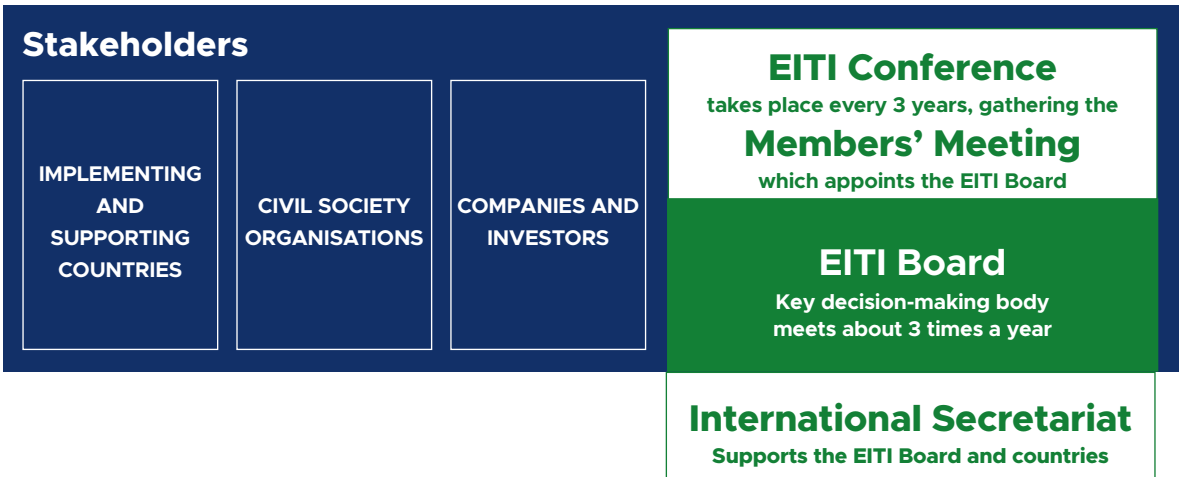 Stakeholders
IMPLEMENTING
AND
SUPPORTING
COUNTRIES
CIVIL SOCIETY
ORGANISATIONS
COMPANIES AND
INVESTORS
EITI Conference
takes place every 3 years, gathering the
Members’ Meeting
which appoints the EITI Board
EITI Board
Key decision-making body
meets about 3 times a year
International Secretariat
Supports the EITI Board and countries